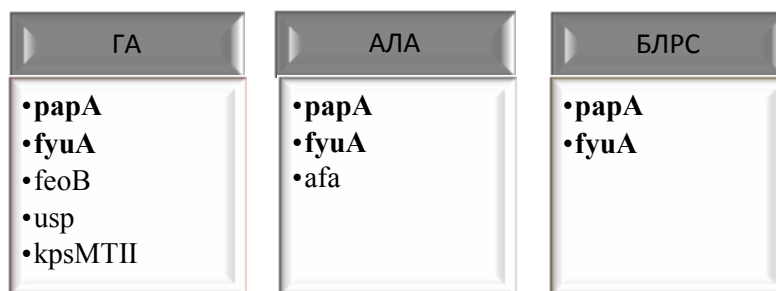 ГА
•papA
•fyuA
•feoB
•usp
•kpsMTII
АЛА
•papA
•fyuA
•afa
БЛРС
•papA
•fyuA